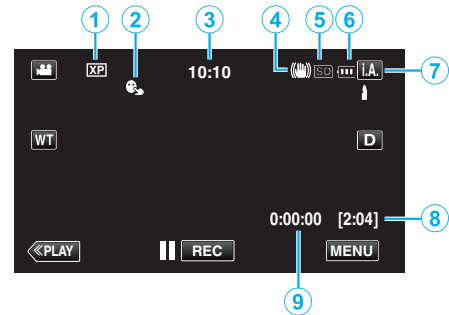 1 2 3 4 5 6
XP 10:10 SD i.A.
7
WT D
0:00:00 [2:04]
8
≪PLAY REC MENU
9